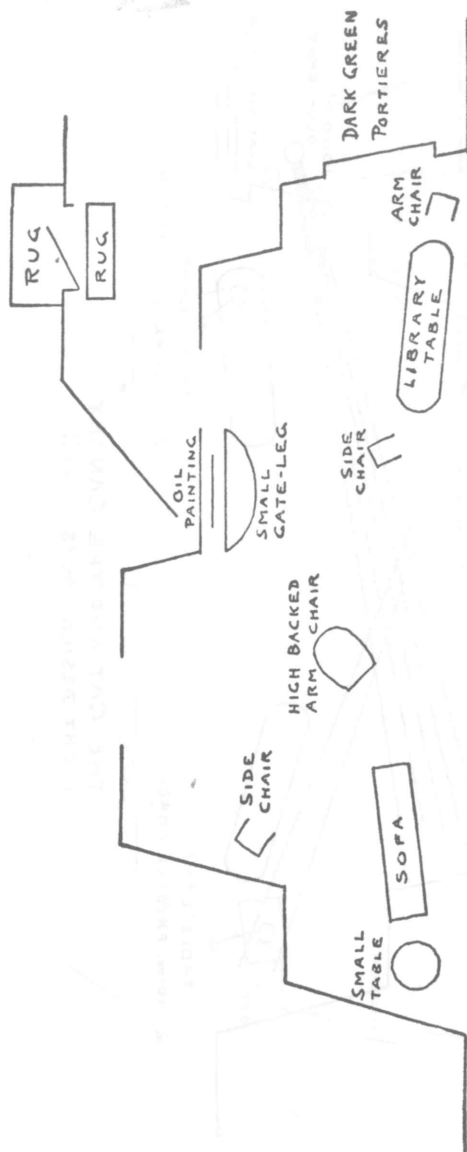 RUG
RUG
DARK GREEN
PORTIERES
OIL
PAINTING
SMALL
GATE-LEG
ARM
CHAIR
LIBRARY
TABLE
SIDE
CHAIR
HIGH BACKED
ARM CHAIR
SIDE
CHAIR
SOFA
SMALL
TABLE